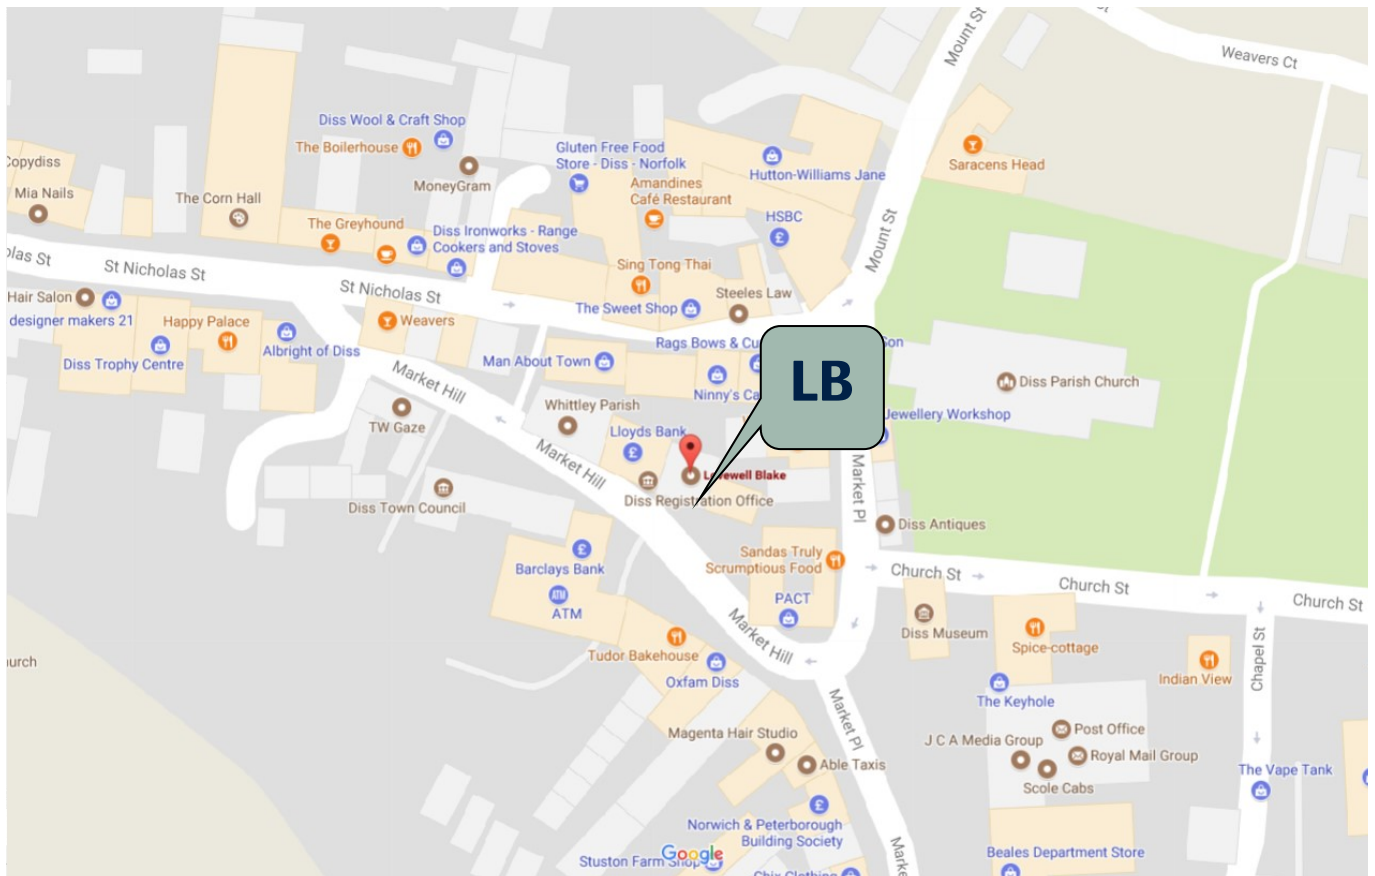 Mount St
St
Weavers Ct
Diss Wool & Craft Shop
The Boilerhouse
Copydiss
MoneyGram
Gluten Free Food
Store - Diss - Norfolk
Hutton-Williams Jane
Saracens Head
Mia Nails
The Corn Hall
Amandines
Café Restaurant
HSBC
The Greyhound
Diss Ironworks - Range
Cookers and Stoves
Mount St
olas St
St Nicholas St
St Nicholas St
Sing Tong Thai
Steeles Law
Hair Salon
designer makers 21
Happy Palace
Weavers
The Sweet Shop
Albright of Diss
Diss Trophy Centre
Man About Town
Rags Bows & Cu
on
LB
Market Hill
Ninny's Ca
Diss Parish Church
Whittley Parish
TW Gaze
Lloyds Bank
Jewellery Workshop
Market Hill
Lovewell Blake
Market Pl
Diss Town Council
Diss Registration Office
Diss Antiques
Barclays Bank
Sandas Truly
Scrumptious Food
Church St
Church St
Church St
ATM
ATM
PACT
Diss Museum
Market Hill
Spice-cottage
Chapel St
urch
Tudor Bakehouse
Oxfam Diss
Indian View
The Keyhole
Market Pl
Magenta Hair Studio
Able Taxis
J C A Media Group
Post Office
Royal Mail Group
Scole Cabs
The Vape Tank
Norwich & Peterborough
Building Society
Marke
Google
Stuston Farm Shop
Beales Department Store
Chix Clothing